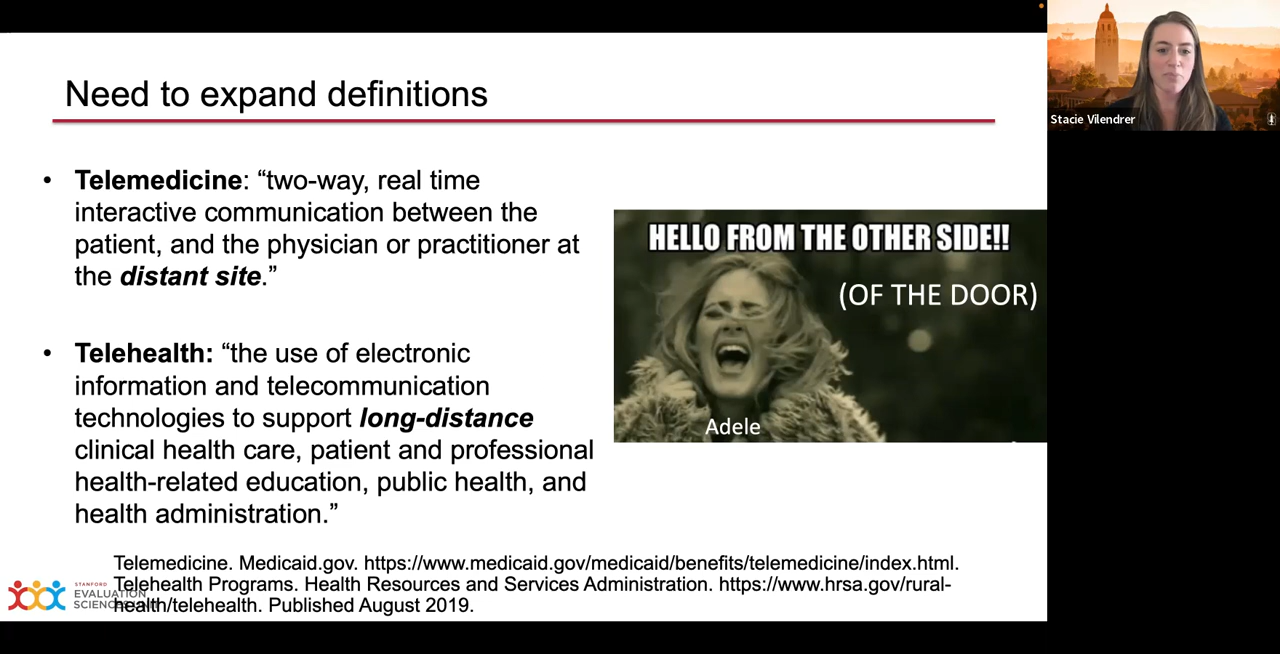 Need to expand definitions
• Telemedicine: “two-way, real time
interactive communication between the
patient, and the physician or practitioner at
the distant site.”
• Telehealth: “the use of electronic
information and telecommunication
technologies to support long-distance
clinical health care, patient and professional
health-related education, public health, and
health administration.”
HELLO FROM THE OTHER SIDE!!
(OF THE DOOR)
Adele
Telemedicine. Medicaid.gov. https://www.medicaid.gov/medicaid/benefits/telemedicine/index.html.
Telehealth Programs. Health Resources and Services Administration. https://www.hrsa.gov/rural-
health/telehealth. Published August 2019.
STANFORD
EVALUATION
Stacie Vilendrer